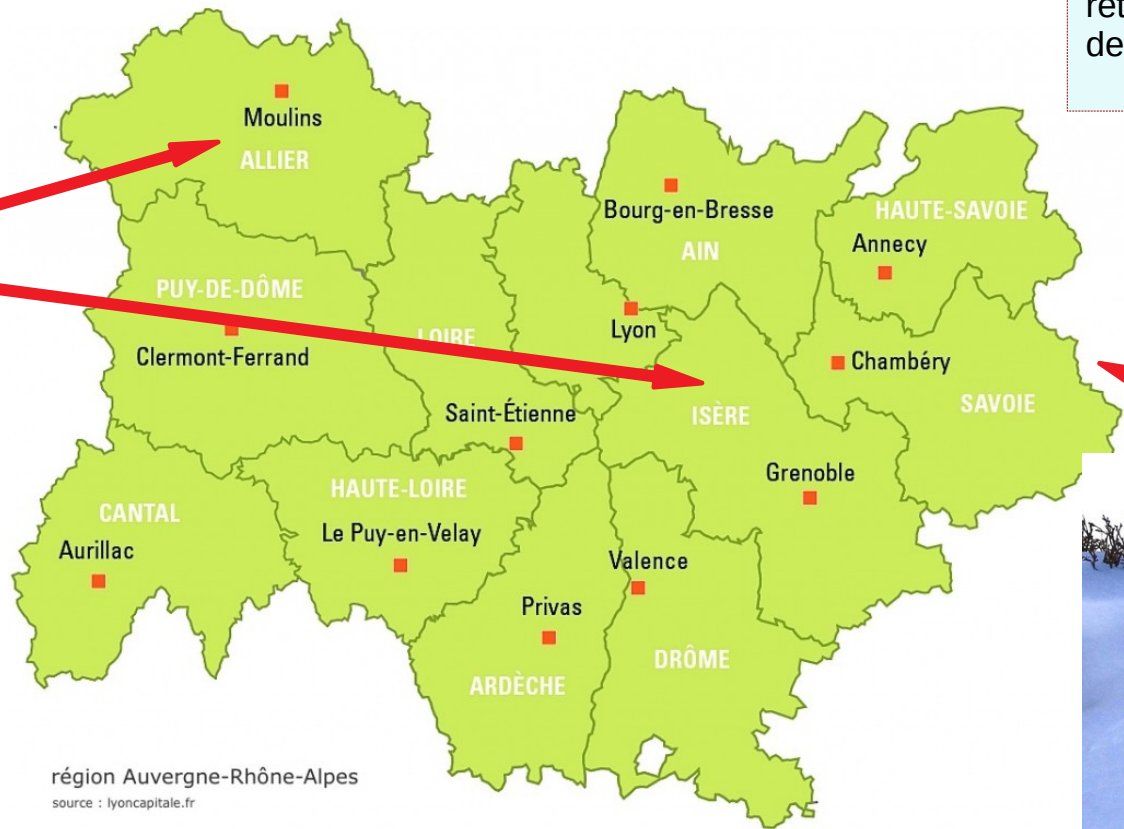 ret
de
Moulins
ALLIER
Bourg-en-Bresse
AIN
HAUTE-SAVOIE
Annecy
PUY-DE-DÔME
Clermont-Ferrand
LOIRE
Lyon
Chambéry
SAVOIE
Saint-Étienne
ISÈRE
Grenoble
HAUTE-LOIRE
Le Puy-en-Velay
CANTAL
Aurillac
Valence
Privas
DRÔME
ARDÈCHE
région Auvergne-Rhône-Alpes
source : lyoncapitale.fr